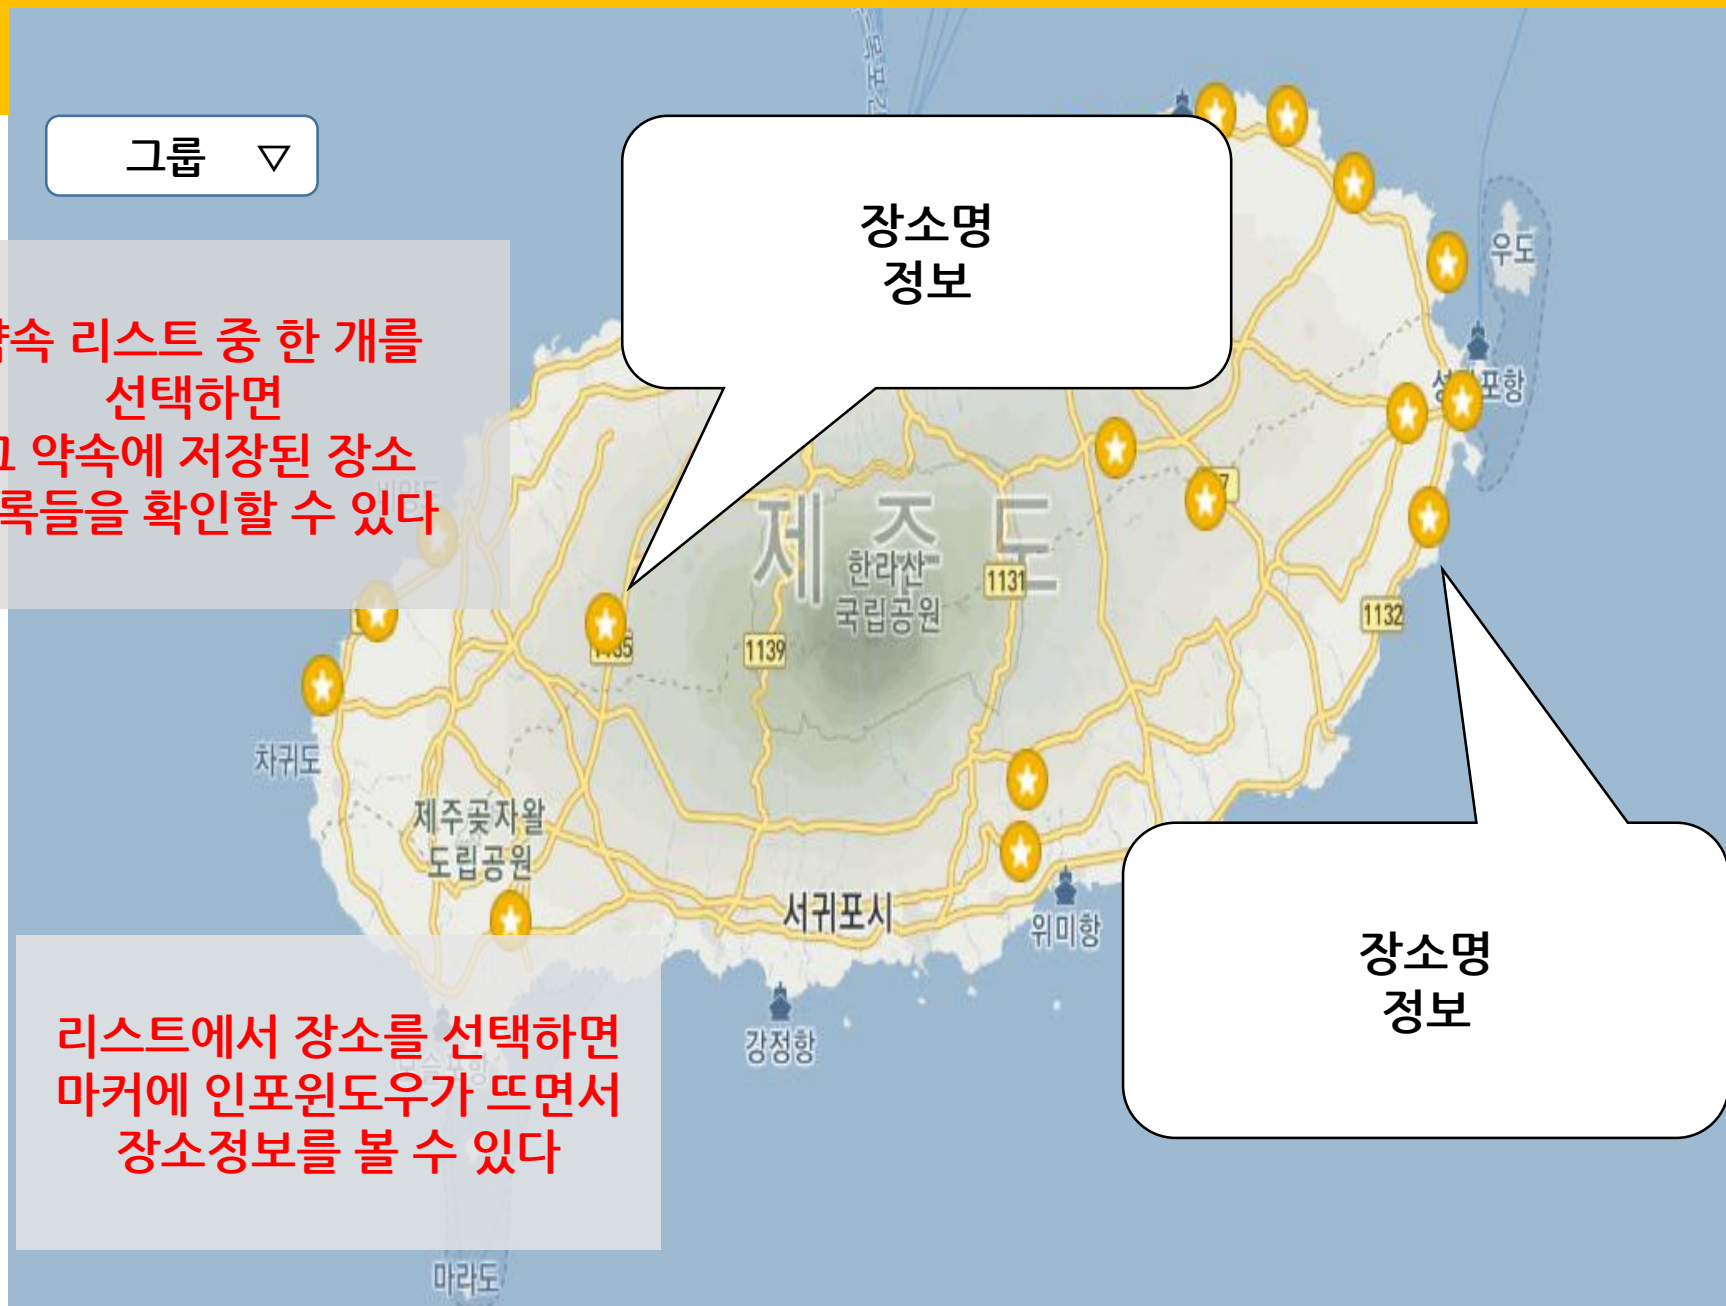 그룹 ▽
장소명
정보
우도
속 리스트 중 한 개를
선택하면
약에 저장된 장소
록들을 확인할 수 있다
비양도
포항
제 주 도
한라산
국립공원
1131
1132
1139
차귀도
제주곶자왈
도립공원
서귀포시
위미항
강정항
장소명
정보
리스트에서 장소를 선택하면
마커에 인포윈도우가 뜨면서
장소정보를 볼 수 있다
마라도